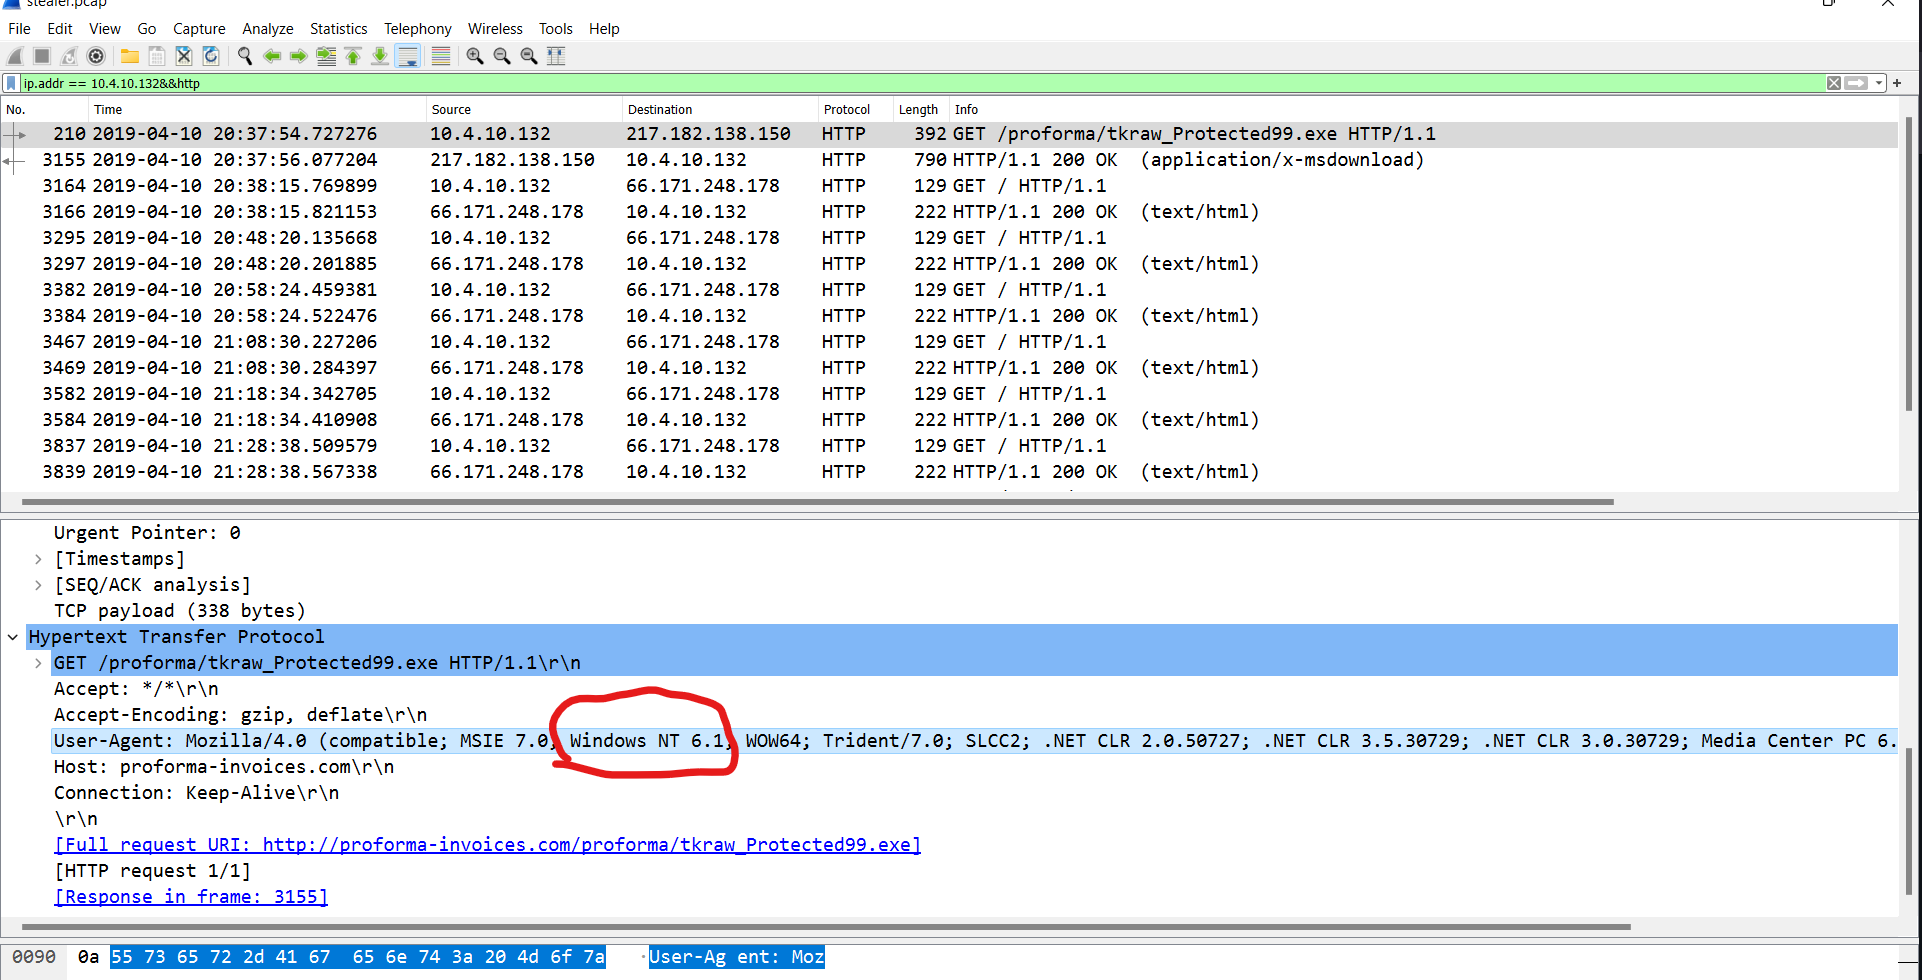 stealer.pcap
File Edit View Go Capture Analyze Statistics Telephony Wireless Tools Help
ip.addr == 10.4.10.132&&http
No. Time Source Destination Protocol Length Info
210 2019-04-10 20:37:54.727276 10.4.10.132 217.182.138.150 HTTP 392 GET /proforma/tkraw_Protected99.exe HTTP/1.1
3155 2019-04-10 20:37:56.077204 217.182.138.150 10.4.10.132 HTTP 790 HTTP/1.1 200 OK (application/x-msdownload)
3164 2019-04-10 20:38:15.769899 10.4.10.132 66.171.248.178 HTTP 129 GET / HTTP/1.1
3166 2019-04-10 20:38:15.821153 66.171.248.178 10.4.10.132 HTTP 222 HTTP/1.1 200 OK (text/html)
3295 2019-04-10 20:48:20.135668 10.4.10.132 66.171.248.178 HTTP 129 GET / HTTP/1.1
3297 2019-04-10 20:48:20.201885 66.171.248.178 10.4.10.132 HTTP 222 HTTP/1.1 200 OK (text/html)
3382 2019-04-10 20:58:24.459381 10.4.10.132 66.171.248.178 HTTP 129 GET / HTTP/1.1
3384 2019-04-10 20:58:24.522476 66.171.248.178 10.4.10.132 HTTP 222 HTTP/1.1 200 OK (text/html)
3467 2019-04-10 21:08:30.227206 10.4.10.132 66.171.248.178 HTTP 129 GET / HTTP/1.1
3469 2019-04-10 21:08:30.284397 66.171.248.178 10.4.10.132 HTTP 222 HTTP/1.1 200 OK (text/html)
3582 2019-04-10 21:18:34.342705 10.4.10.132 66.171.248.178 HTTP 129 GET / HTTP/1.1
3584 2019-04-10 21:18:34.410908 66.171.248.178 10.4.10.132 HTTP 222 HTTP/1.1 200 OK (text/html)
3837 2019-04-10 21:28:38.509579 10.4.10.132 66.171.248.178 HTTP 129 GET / HTTP/1.1
3839 2019-04-10 21:28:38.567338 66.171.248.178 10.4.10.132 HTTP 222 HTTP/1.1 200 OK (text/html)
Urgent Pointer: 0
[Timestamps]
[SEQ/ACK analysis]
TCP payload (338 bytes)
Hypertext Transfer Protocol
GET /proforma/tkraw_Protected99.exe HTTP/1.1\r\n
Accept: */*\r\n
Accept-Encoding: gzip, deflate\r\n
User-Agent: Mozilla/4.0 (compatible; MSIE 7.0; Windows NT 6.1; WOW64; Trident/7.0; SLCC2; .NET CLR 2.0.50727; .NET CLR 3.5.30729; .NET CLR 3.0.30729; Media Center PC 6.
Host: proforma-invoices.com\r\n
Connection: Keep-Alive\r\n
\r\n
[Full request URI: http://proforma-invoices.com/proforma/tkraw_Protected99.exe]
[HTTP request 1/1]
[Response in frame: 3155]
0090 0a 55 73 65 72 2d 41 67 65 6e 74 3a 20 4d 6f 7a ·User-Ag ent: Moz